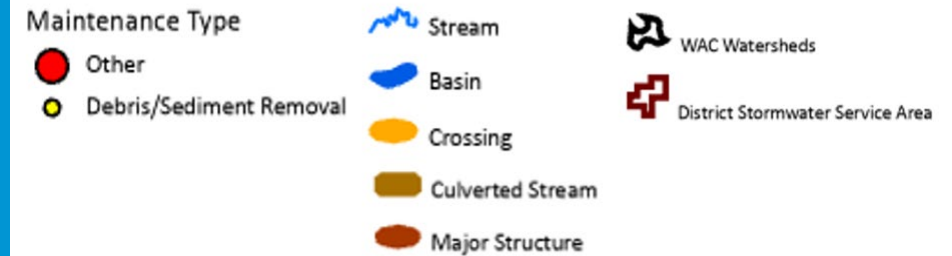 Maintenance Type
Other
Debris/Sediment Removal
Stream
Basin
Crossing
Culverted Stream
Major Structure
WAC Watersheds
District Stormwater Service Area